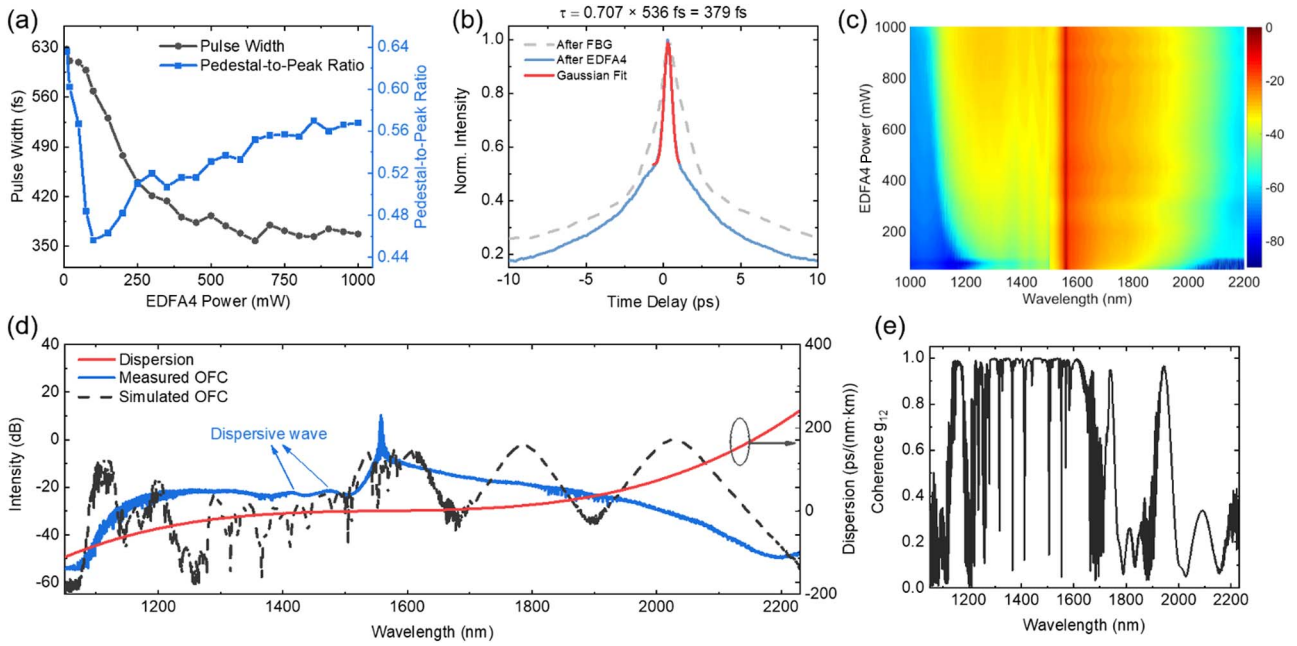 (a)
Pulse Width
Pedestal-to-Peak Ratio
630
560
490
420
350
0.64
0.60
0.56
0.52
0.48
0.44
0 250 500 750 1000
Pulse Width (fs)
Pedestal-to-Peak Ratio
EDFA4 Power (mW)
(b)
τ = 0.707 × 536 fs = 379 fs
After FBG
After EDFA4
Gaussian Fit
1.0
0.8
0.6
0.4
0.2
-10 -5 0 5 10
Norm. Intensity
Time Delay (ps)
(c)
1000
800
600
400
200
EDFA4 Power (mW)
1000 1200 1400 1600 1800 2000 2200
Wavelength (nm)
0
-20
-40
-60
-80
(d)
Dispersion
Measured OFC
Simulated OFC
Dispersive wave
40
20
0
-20
-40
-60
Intensity (dB)
400
300
200
100
0
-100
-200
Dispersion (ps/(nm·km))
1200 1400 1600 1800 2000 2200
Wavelength (nm)
(e)
1.0
0.8
0.6
0.4
0.2
0.0
Coherence g12
1200 1400 1600 1800 2000 2200
Wavelength (nm)